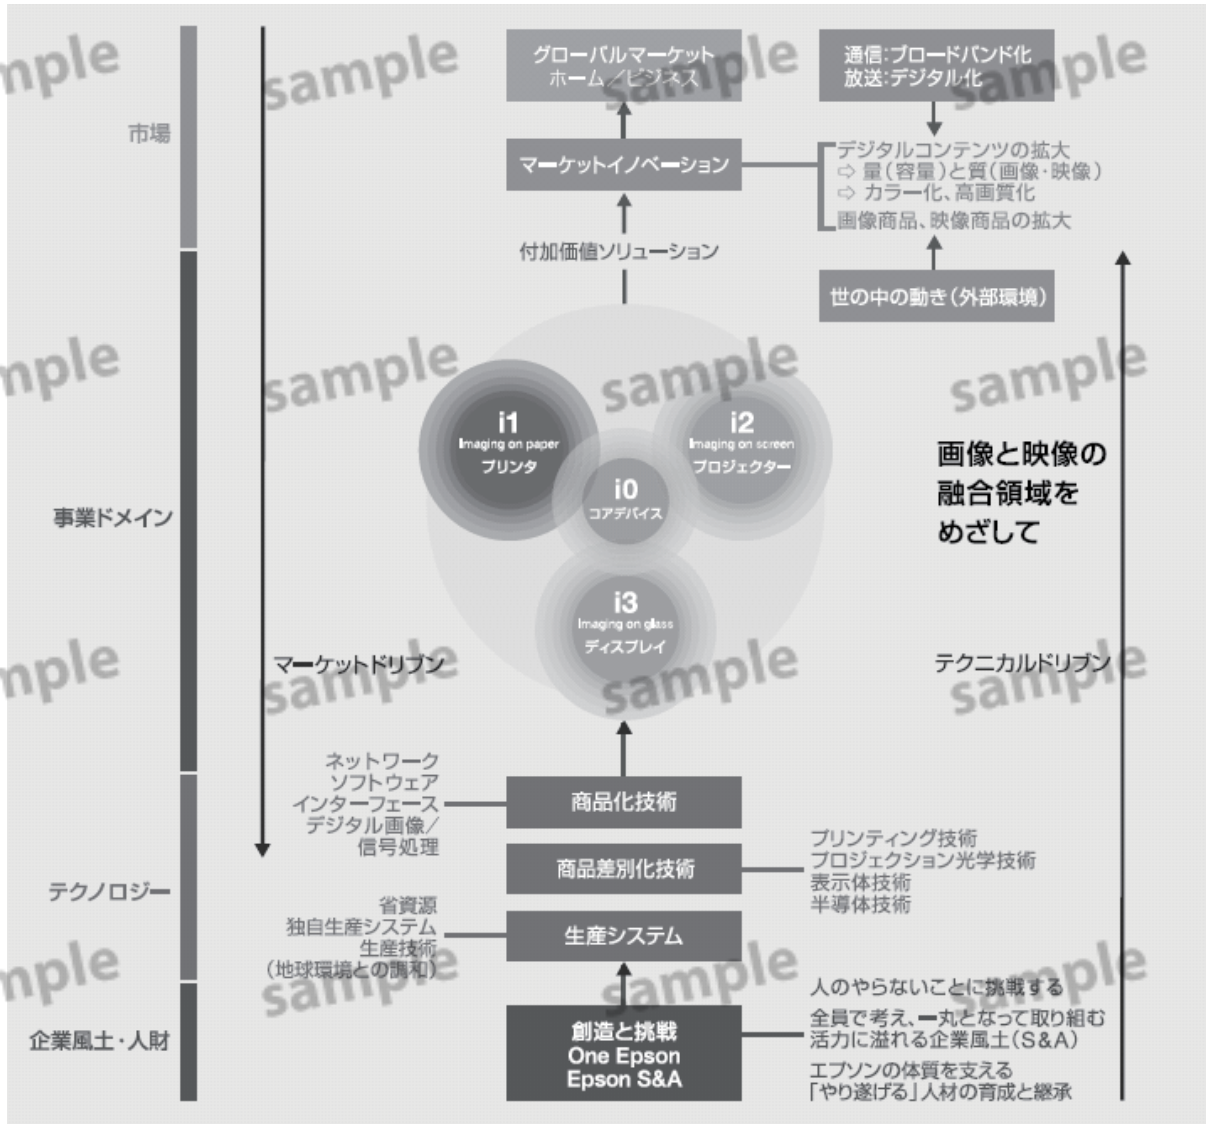 グローバルマーケット
ホーム／ビジネス
通信:ブロードバンド化
放送:デジタル化
市場
マーケットイノベーション
デジタルコンテンツの拡大
⇨ 量(容量)と質(画像・映像)
⇨ カラー化、高画質化
画像商品、映像商品の拡大
付加価値ソリューション
世の中の動き(外部環境)
事業ドメイン
i1
Imaging on paper
プリンタ
i2
Imaging on screen
プロジェクター
i0
コアデバイス
i3
Imaging on glass
ディスプレイ
画像と映像の
融合領域を
めざして
マーケットドリブン
テクニカルドリブン
ネットワーク
ソフトウェア
インターフェース
デジタル画像/
信号処理
商品化技術
テクノロジー
商品差別化技術
プリンティング技術
プロジェクション光学技術
表示体技術
半導体技術
省資源
独自生産システム
生産技術
(地球環境との調和)
生産システム
企業風土・人財
創造と挑戦
One Epson
Epson S&A
人のやらないことに挑戦する
全員で考え、一丸となって取り組む
活力に溢れる企業風土(S&A)
エプソンの体質を支える
「やり遂げる」人材の育成と継承
mple
sample
sample
sample
mple
sample
sample
sample
mple
sample
sample
sample
mple
sample
sample
sample